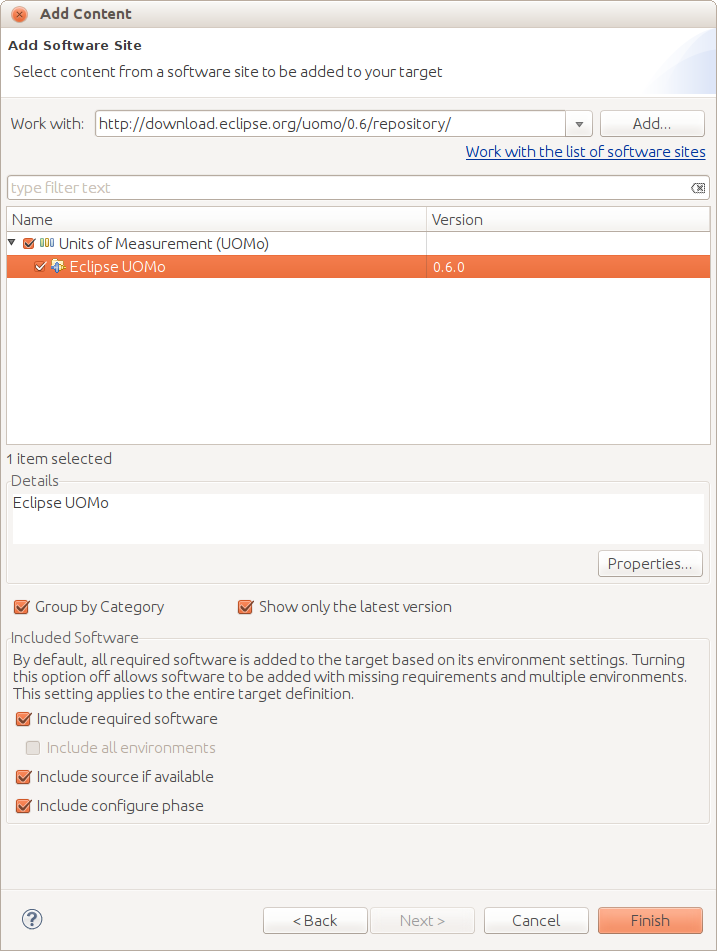 Add Content
Add Software Site
Select content from a software site to be added to your target
Work with: http://download.eclipse.org/uomo/0.6/repository/ Add...
Work with the list of software sites
type filter text
Name Version
Units of Measurement (UOMo)
Eclipse UOMo 0.6.0
1 item selected
Details
Eclipse UOMo
Properties...
Group by Category Show only the latest version
Included Software
By default, all required software is added to the target based on its environment settings. Turning
this option off allows software to be added with missing requirements and multiple environments.
This setting applies to the entire target definition.
Include required software
Include all environments
Include source if available
Include configure phase
? < Back Next > Cancel Finish